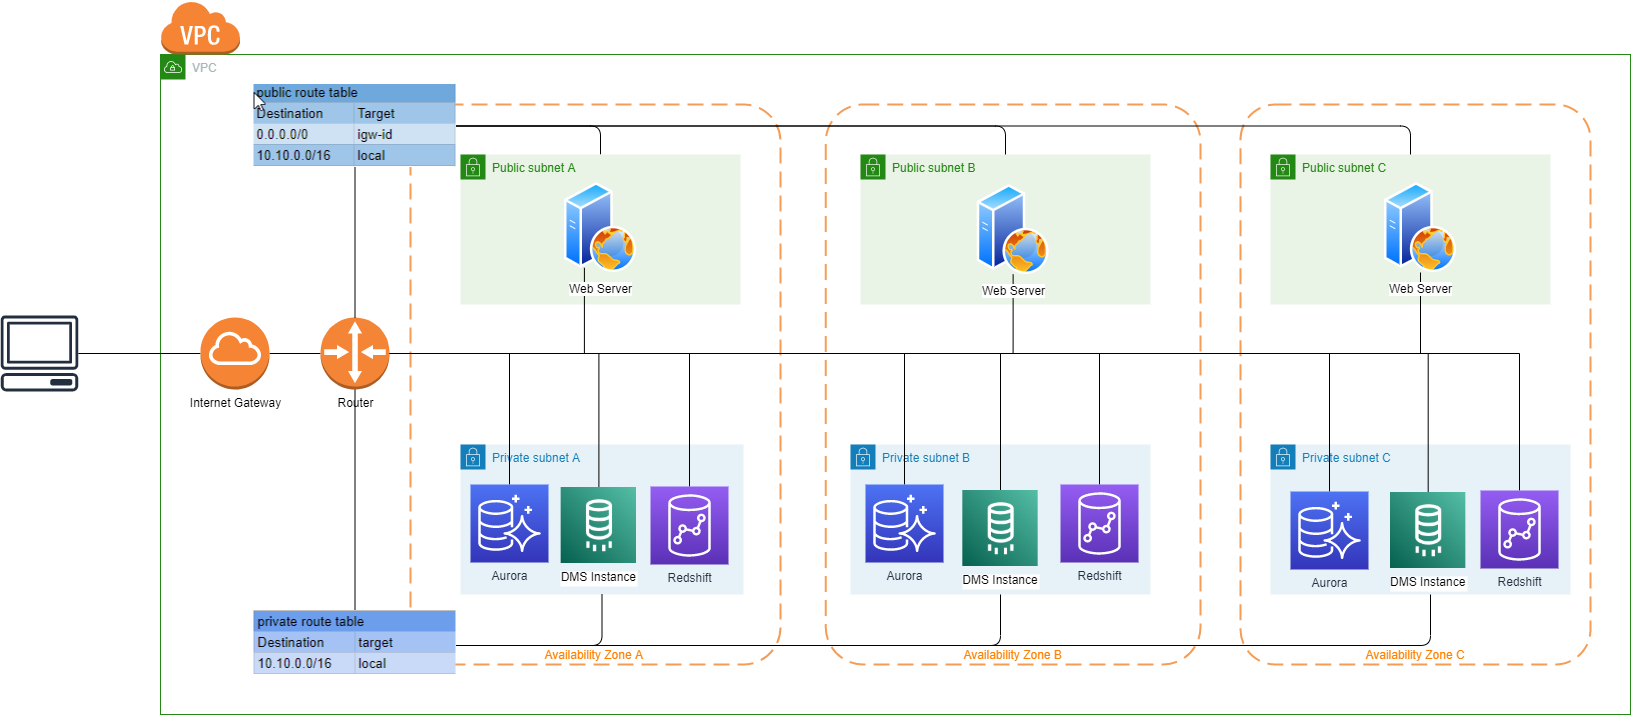 VPC
VPC
public route table
Destination Target
0.0.0.0/0 igw-id
10.10.0.0/16 local
Public subnet A
Public subnet B
Public subnet C
Web Server
Web Server
Web Server
Internet Gateway
Router
Private subnet A
Private subnet B
Private subnet C
Aurora
DMS Instance
Redshift
Aurora
DMS Instance
Redshift
Aurora
DMS Instance
Redshift
private route table
Destination target
10.10.0.0/16 local
Availability Zone A
Availability Zone B
Availability Zone C